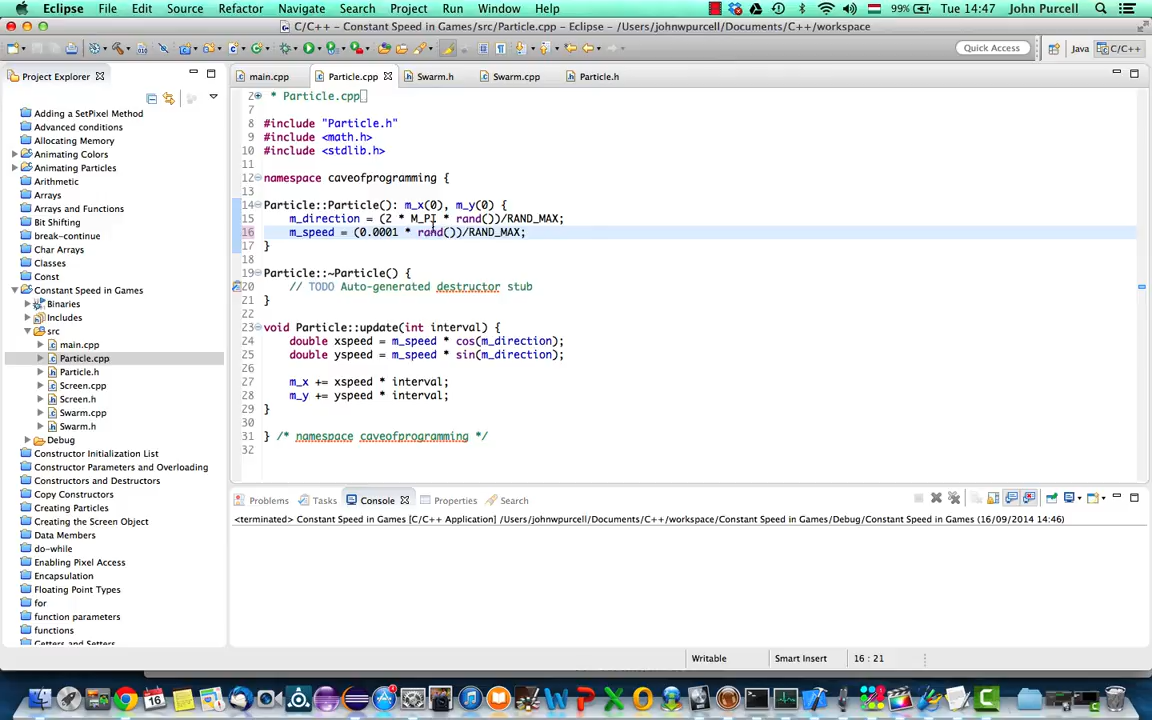 Eclipse File Edit Source Refactor Navigate Search Project Run Window Help 99% Tue 14:47 John Purcell
C/C++ - Constant Speed in Games/src/Particle.cpp - Eclipse - /Users/johnwpurcell/Documents/C++/workspace
Quick Access Java C/C++
Project Explorer
Adding a SetPixel Method
Advanced conditions
Allocating Memory
Animating Colors
Animating Particles
Arithmetic
Arrays
Arrays and Functions
Bit Shifting
break-continue
Char Arrays
Classes
Const
Constant Speed in Games
Binaries
Includes
src
main.cpp
Particle.cpp
Particle.h
Screen.cpp
Screen.h
Swarm.cpp
Swarm.h
Debug
Constructor Initialization List
Constructor Parameters and Overloading
Constructors and Destructors
Copy Constructors
Creating Particles
Creating the Screen Object
Data Members
do-while
Enabling Pixel Access
Encapsulation
Floating Point Types
for
function parameters
functions
Getters and Setters
main.cpp Particle.cpp Swarm.h Swarm.cpp Particle.h
2 * Particle.cpp
7
8 #include "Particle.h"
9 #include <math.h>
10 #include <stdlib.h>
11
12 namespace caveofprogramming {
13
14 Particle::Particle(): m_x(0), m_y(0) {
15 m_direction = (2 * M_PI * rand())/RAND_MAX;
16 m_speed = (0.0001 * rand())/RAND_MAX;
17 }
18
19 Particle::~Particle() {
20 // TODO Auto-generated destructor stub
21 }
22
23 void Particle::update(int interval) {
24 double xspeed = m_speed * cos(m_direction);
25 double yspeed = m_speed * sin(m_direction);
26
27 m_x += xspeed * interval;
28 m_y += yspeed * interval;
29 }
30
31 } /* namespace caveofprogramming */
32
Problems Tasks Console Properties Search
<terminated> Constant Speed in Games [C/C++ Application] /Users/johnwpurcell/Documents/C++/workspace/Constant Speed in Games/Debug/Constant Speed in Games (16/09/2014 14:46)
Writable Smart Insert 16 : 21